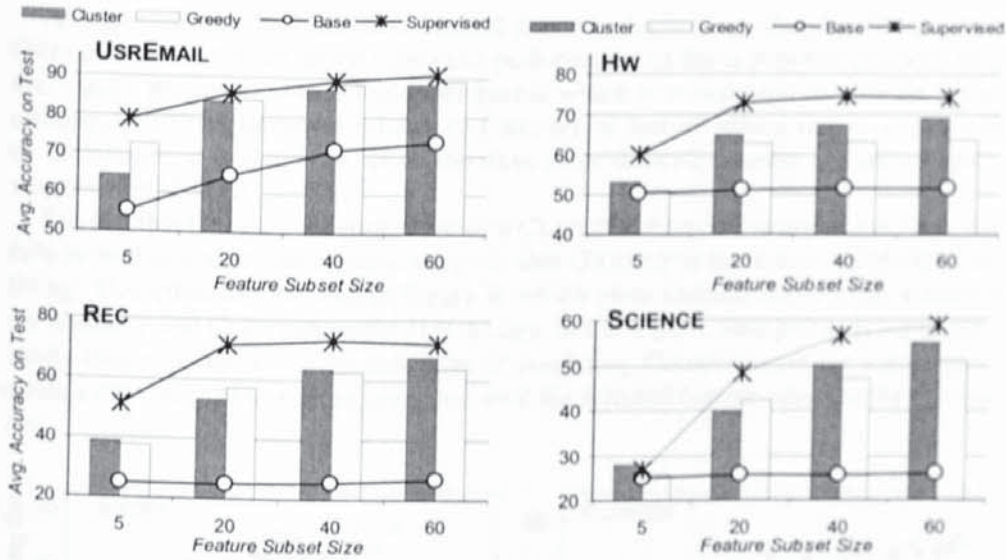 Cluster Greedy Base Supervised
Cluster Greedy Base Supervised
USREMAIL
Avg. Accuracy on Test
90
80
70
60
50
5 20 40 60
Feature Subset Size
HW
80
70
60
50
40
5 20 40 60
Feature Subset Size
REC
Avg. Accuracy on Test
80
60
40
20
5 20 40 60
Feature Subset Size
SCIENCE
60
50
40
30
20
5 20 40 60
Feature Subset Size